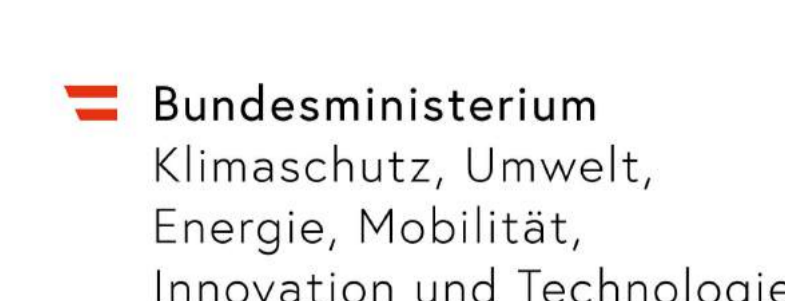 Bundesministerium
Klimaschutz, Umwelt,
Energie, Mobilität,
Innovation und Technologie